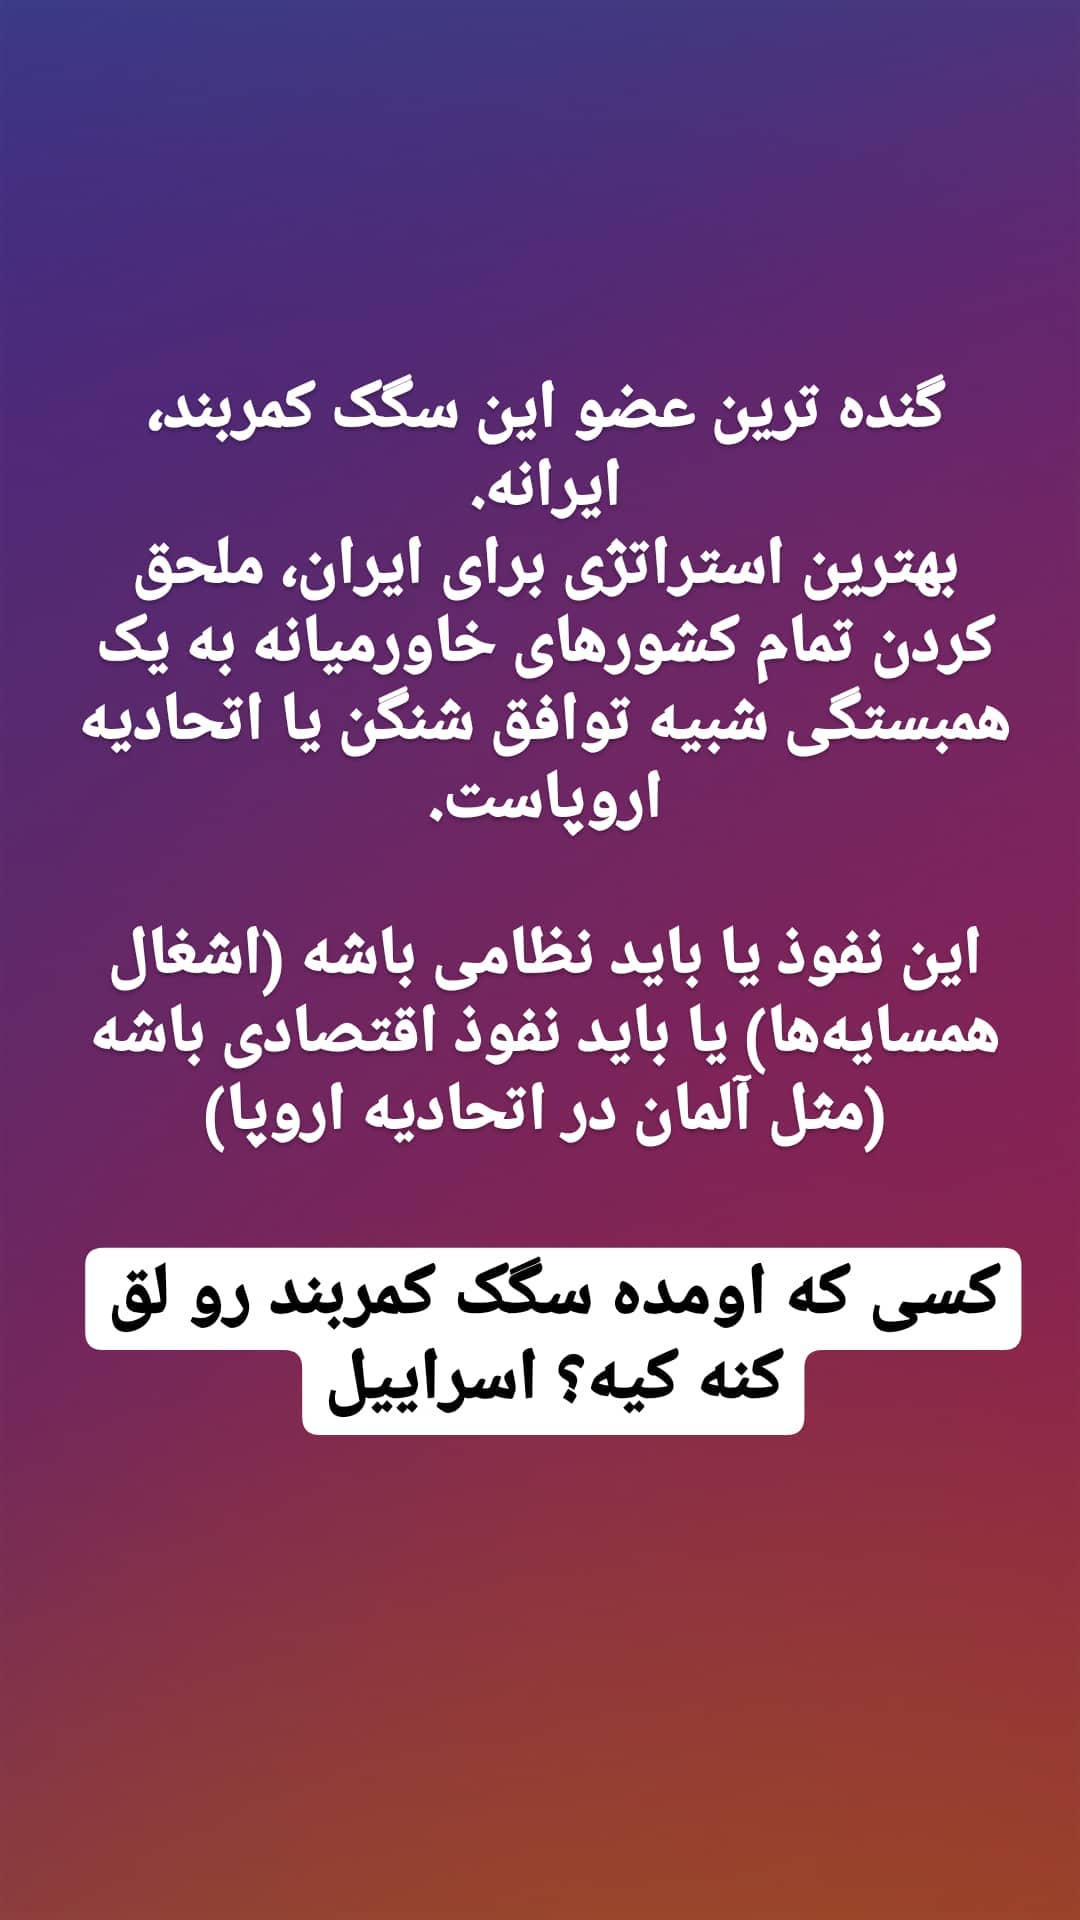 گنده ترین عضو این سگک کمربند،
ایرانه.
بهترین استراتژی برای ایران، ملحق
کردن تمام کشورهای خاورمیانه به یک
همبستگی شبیه توافق شنگن یا اتحادیه
اروپاست.
این نفوذ یا باید نظامی باشه (اشغال
همسایه‌ها) یا باید نفوذ اقتصادی باشه
(مثل آلمان در اتحادیه اروپا)
کسی که اومده سگک کمربند رو لق
کنه کیه؟ اسراییل